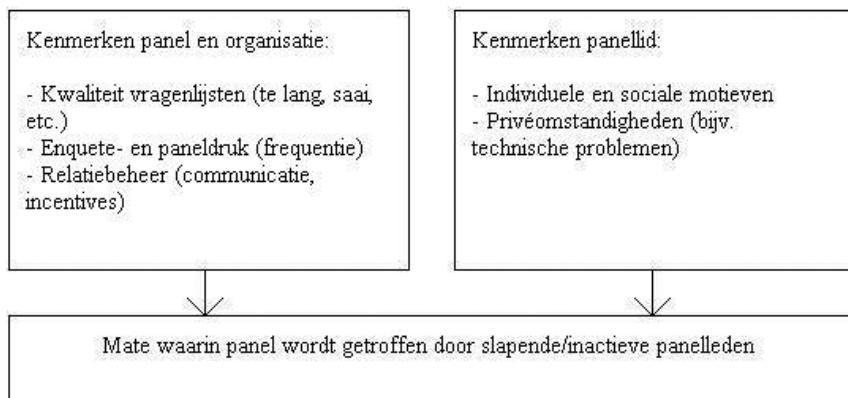 Kenmerken panel en organisatie:
- Kwaliteit vragenlijsten (te lang, saai,
etc.)
- Enquete- en paneldruk (frequentie)
- Relatiebeheer (communicatie,
incentives)
Kenmerken panellid:
- Individuele en sociale motieven
- Privéomstandigheden (bijv.
technische problemen)
Mate waarin panel wordt getroffen door slapende/inactieve panelleden